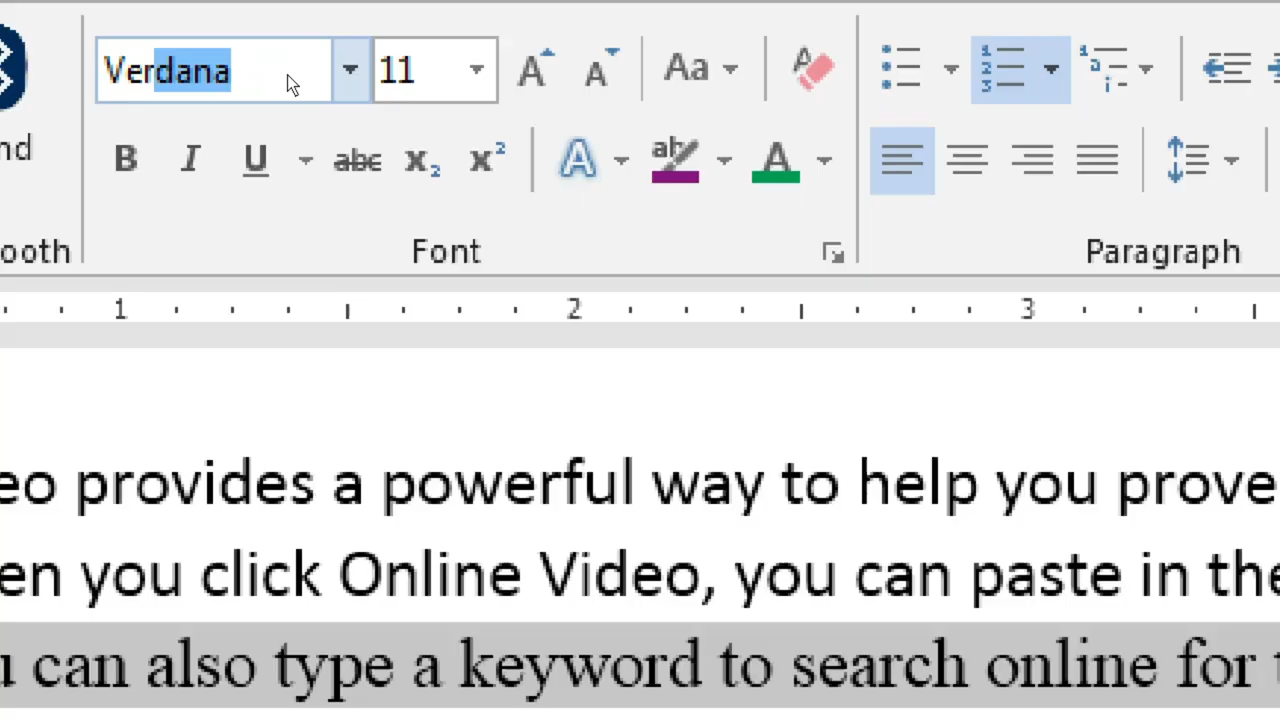 Verdana 11 Aa A
nd B I U abc x₂ x² A ab A
ooth Font Paragraph
1 2 3
eo provides a powerful way to help you prove
en you click Online Video, you can paste in the
u can also type a keyword to search online for t